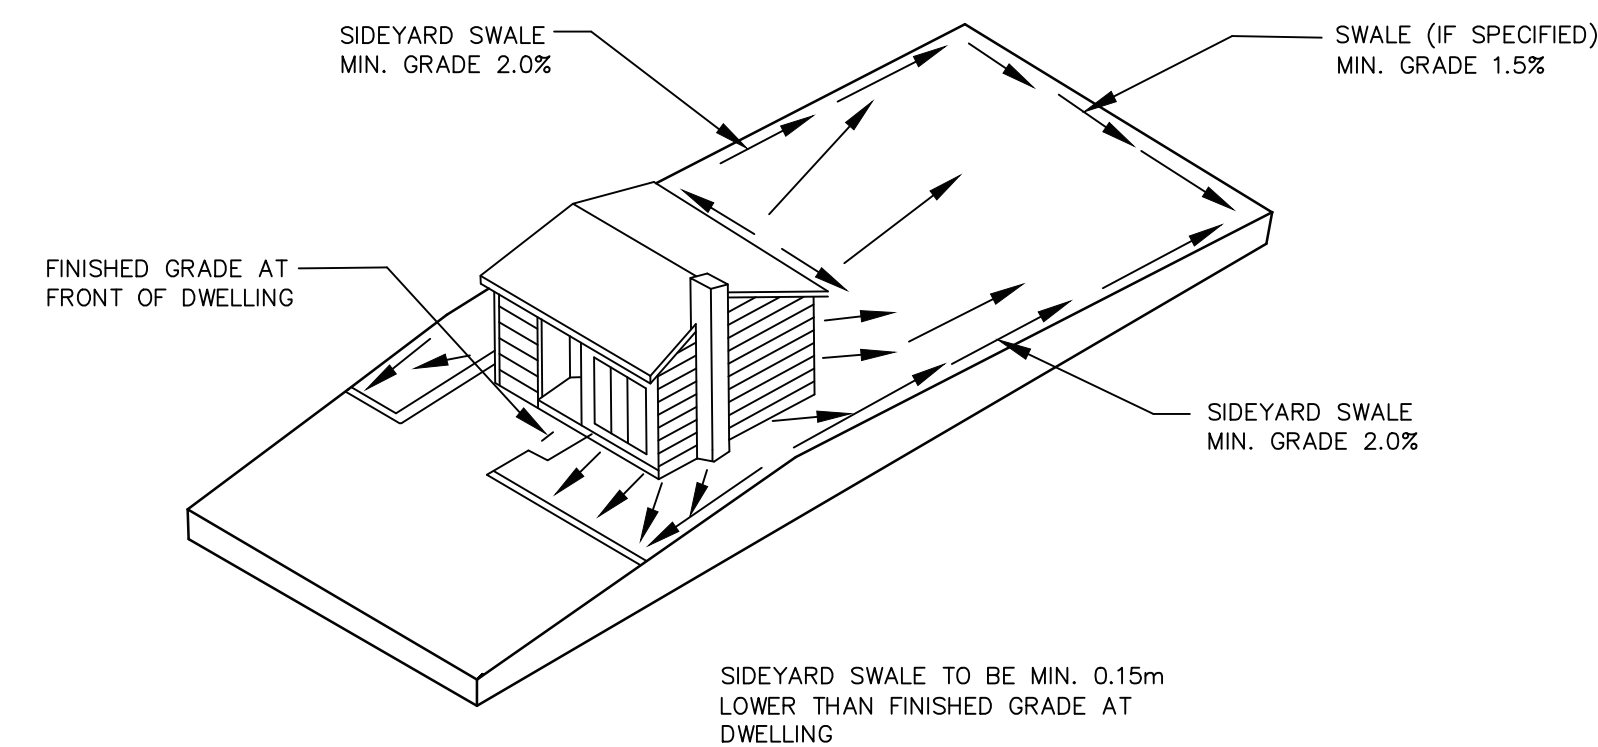 SIDEYARD SWALE
MIN. GRADE 2.0%
SWALE (IF SPECIFIED)
MIN. GRADE 1.5%
FINISHED GRADE AT
FRONT OF DWELLING
SIDEYARD SWALE
MIN. GRADE 2.0%
SIDEYARD SWALE TO BE MIN. 0.15m
LOWER THAN FINISHED GRADE AT
DWELLING